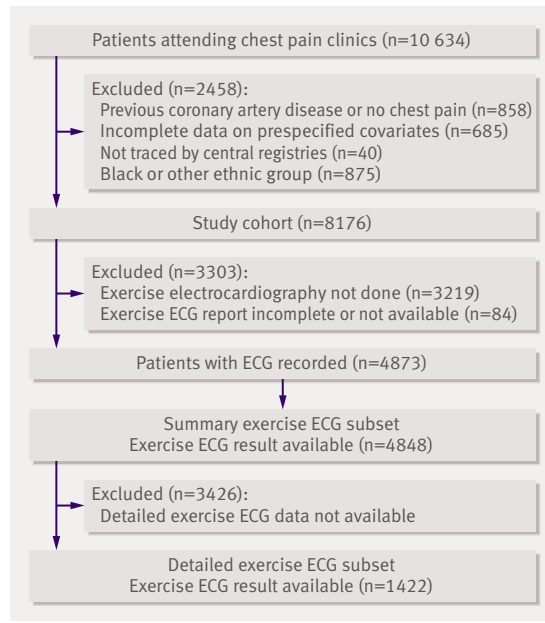 Patients attending chest pain clinics (n=10 634)
Excluded (n=2458):
Previous coronary artery disease or no chest pain (n=858)
Incomplete data on prespecified covariates (n=685)
Not traced by central registries (n=40)
Black or other ethnic group (n=875)
Study cohort (n=8176)
Excluded (n=3303):
Exercise electrocardiography not done (n=3219)
Exercise ECG report incomplete or not available (n=84)
Patients with ECG recorded (n=4873)
Summary exercise ECG subset
Exercise ECG result available (n=4848)
Excluded (n=3426):
Detailed exercise ECG data not available
Detailed exercise ECG subset
Exercise ECG result available (n=1422)